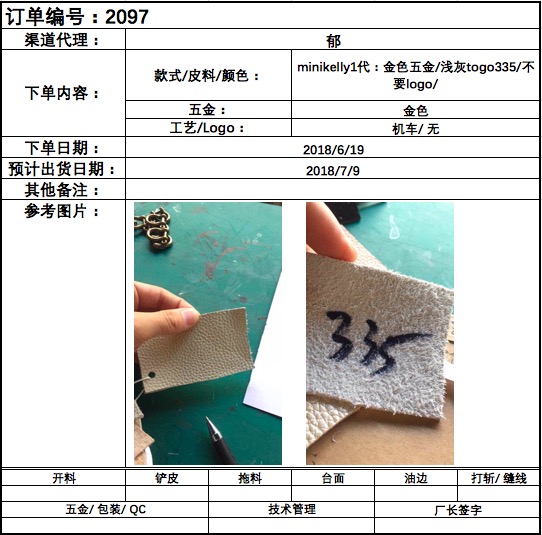 订单编号：2097
渠道代理：
郁
下单内容：
款式/皮料/颜色：
minikelly1代：金色五金/浅灰togo335/不
要logo/
五金：
金色
工艺/Logo：
机车/ 无
下单日期：
2018/6/19
预计出货日期：
2018/7/9
其他备注：
参考图片：
335
开料
铲皮
拖料
台面
油边
打斩/ 缝线
五金/ 包装/ QC
技术管理
厂长签字